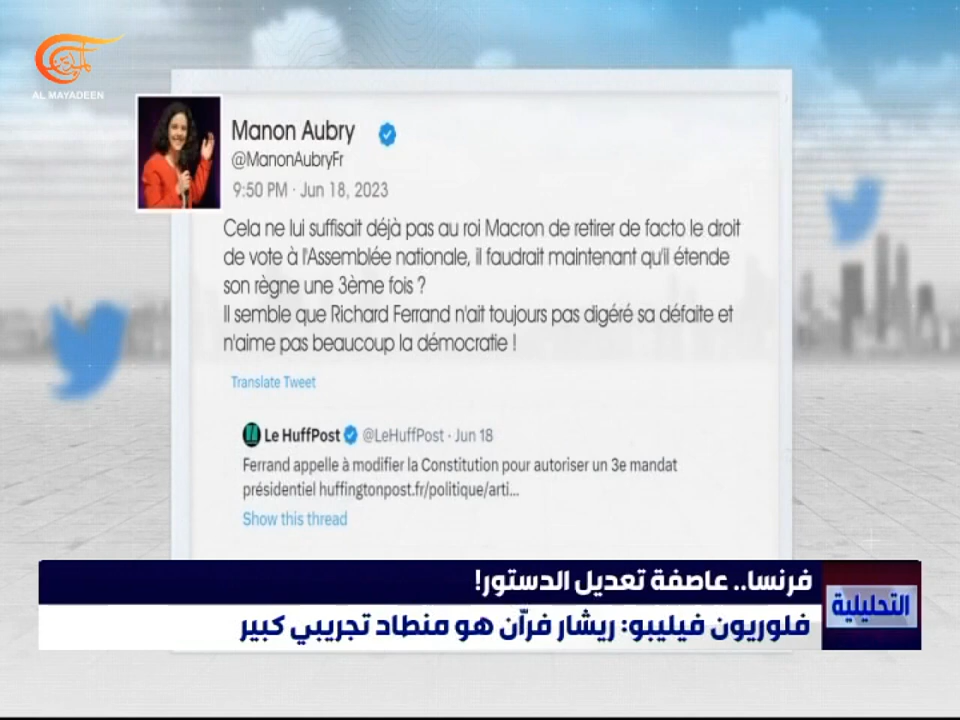 AL MAYADEEN
Manon Aubry
@ManonAubryFr
9:50 PM · Jun 18, 2023
Cela ne lui suffisait déjà pas au roi Macron de retirer de facto le droit
de vote à l'Assemblée nationale, il faudrait maintenant qu'il étende
son règne une 3ème fois ?
Il semble que Richard Ferrand n'ait toujours pas digéré sa défaite et
n'aime pas beaucoup la démocratie !
Translate Tweet
Le HuffPost @LeHuffPost · Jun 18
Ferrand appelle à modifier la Constitution pour autoriser un 3e mandat
présidentiel huffingtonpost.fr/politique/arti...
Show this thread
فرنسا.. عاصفة تعديل الدستور!
التحليلية
فلوريون فيليبو: ريشار فرّان هو منطاد تجريبي كبير